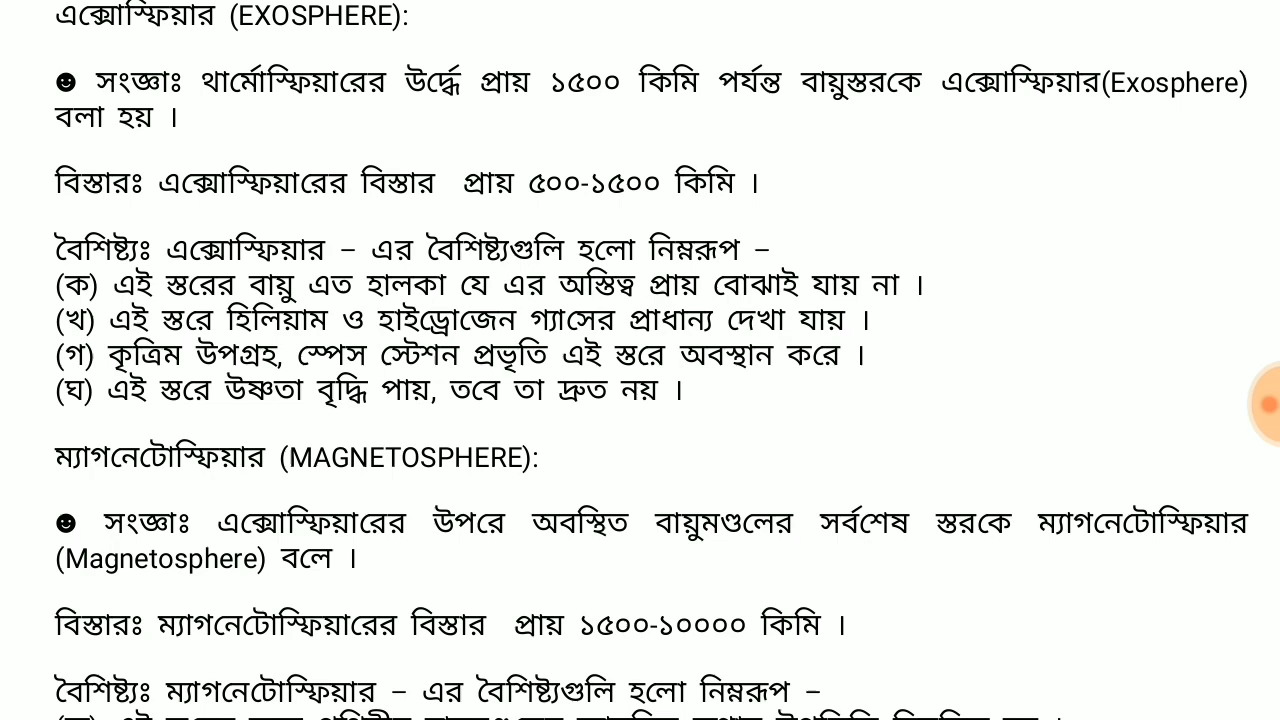 এক্সোস্ফিয়ার (EXOSPHERE):
☻ সংজ্ঞাঃ থার্মোস্ফিয়ারের উর্দ্ধে প্রায় ১৫০০ কিমি পর্যন্ত বায়ুস্তরকে এক্সোস্ফিয়ার(Exosphere)
বলা হয় ।
বিস্তারঃ এক্সোস্ফিয়ারের বিস্তার প্রায় ৫০০-১৫০০ কিমি ।
বৈশিষ্ট্যঃ এক্সোস্ফিয়ার – এর বৈশিষ্ট্যগুলি হলো নিম্নরূপ –
(ক) এই স্তরের বায়ু এত হালকা যে এর অস্তিত্ব প্রায় বোঝাই যায় না ।
(খ) এই স্তরে হিলিয়াম ও হাইড্রোজেন গ্যাসের প্রাধান্য দেখা যায় ।
(গ) কৃত্রিম উপগ্রহ, স্পেস স্টেশন প্রভৃতি এই স্তরে অবস্থান করে ।
(ঘ) এই স্তরে উষ্ণতা বৃদ্ধি পায়, তবে তা দ্রুত নয় ।
ম্যাগনেটোস্ফিয়ার (MAGNETOSPHERE):
☻ সংজ্ঞাঃ এক্সোস্ফিয়ারের উপরে অবস্থিত বায়ুমণ্ডলের সর্বশেষ স্তরকে ম্যাগনেটোস্ফিয়ার
(Magnetosphere) বলে ।
বিস্তারঃ ম্যাগনেটোস্ফিয়ারের বিস্তার প্রায় ১৫০০-১০০০০ কিমি ।
বৈশিষ্ট্যঃ ম্যাগনেটোস্ফিয়ার – এর বৈশিষ্ট্যগুলি হলো নিম্নরূপ –